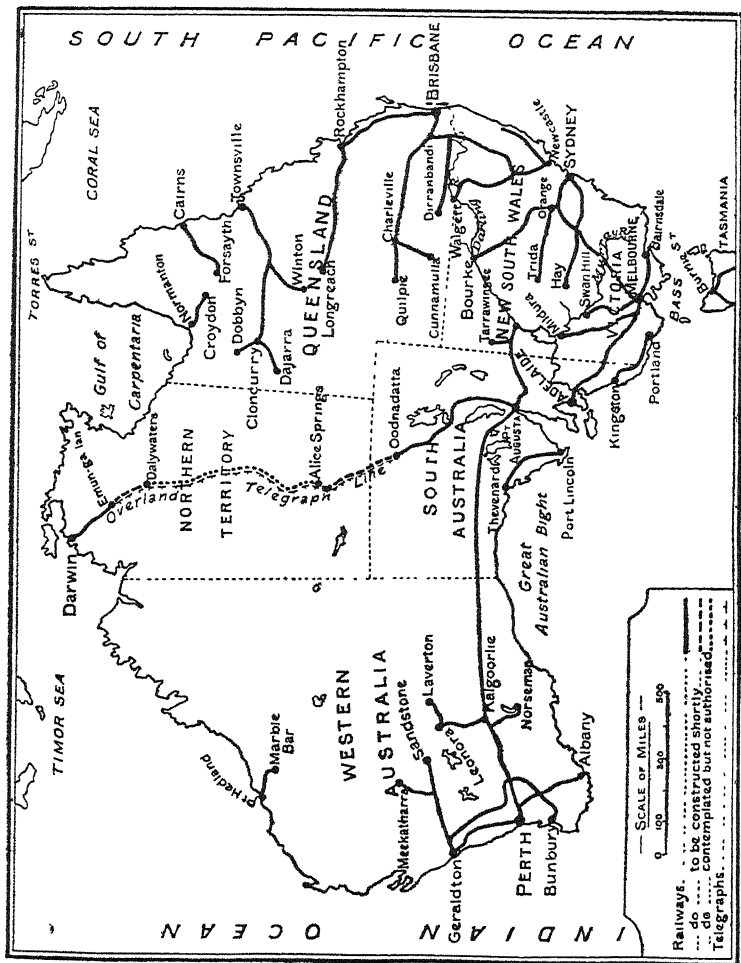 SOUTH PACIFIC OCEAN
CORAL SEA
TORRES ST
TIMOR SEA
INDIAN OCEAN
Gulf of
Carpentaria
Darwin
Dalywaters
Overland
Telegraph
Line
NORTHERN
TERRITORY
Alice Springs
Oodnadatta
Normanton
Croydon
Cairns
Forsayth
Townsville
Dobbyn
Cloncurry
Dajarra
Winton
Longreach
QUEENSLAND
Rockhampton
BRISBANE
Charleville
Quilpie
Cunnamulla
Dirranbandi
Walgett
Bourke
Darling
Tarrawingee
NEW SOUTH WALES
Newcastle
SYDNEY
Orange
Trida
Hay
Swan Hill
Mildura
VICTORIA
MELBOURNE
Bairnsdale
BASS ST
Burnie
TASMANIA
SOUTH
AUSTRALIA
PT AUGUSTA
ADELAIDE
Kingston
Portland
Thevenard
Port Lincoln
Great
Australian Bight
WESTERN
AUSTRALIA
Pt Hedland
Marble
Bar
Meekatharra
Sandstone
Laverton
Leonora
Kalgoorlie
Norseman
Geraldton
PERTH
Bunbury
Albany
— SCALE OF MILES —
0 100 300 500
Railways
.. do .... to be constructed shortly
.. do .... contemplated but not authorised
Telegraphs